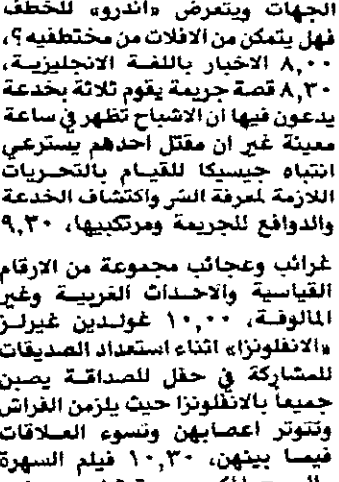 الجهات ويتعرض «اندرو» للخطف
فهل يتمكن من الافلات من مختطفيه؟،
٨,٠٠ الاخبار باللغة الانجليزية،
٨,٣٠ قصة جريمة يقوم ثلاثة بخدعة
يدعون فيها ان الاشباح تظهر في ساعة
معينة غير ان مقتل احدهم يسترعي
انتباه جيسيكا للقيام بالتحريات
اللازمة لمعرفة السر واكتشاف الخدعة
والدوافع للجريمة ومرتكبيها، ٩,٣٠
غرائب وعجائب مجموعة من الارقام
القياسية والاحداث الغريبة وغير
المالوفة، ١٠,٠٠ غولدين غيرلز
«الانفلونزا» اثناء استعداد الصديقات
للمشاركة في حفل للصداقة يصبن
جميعاً بالانفلونزا حيث يلزمن الفراش
وتتوتر اعصابهن وتسوء العلاقات
فيما بينهن، ١٠,٣٠ فيلم السهرة